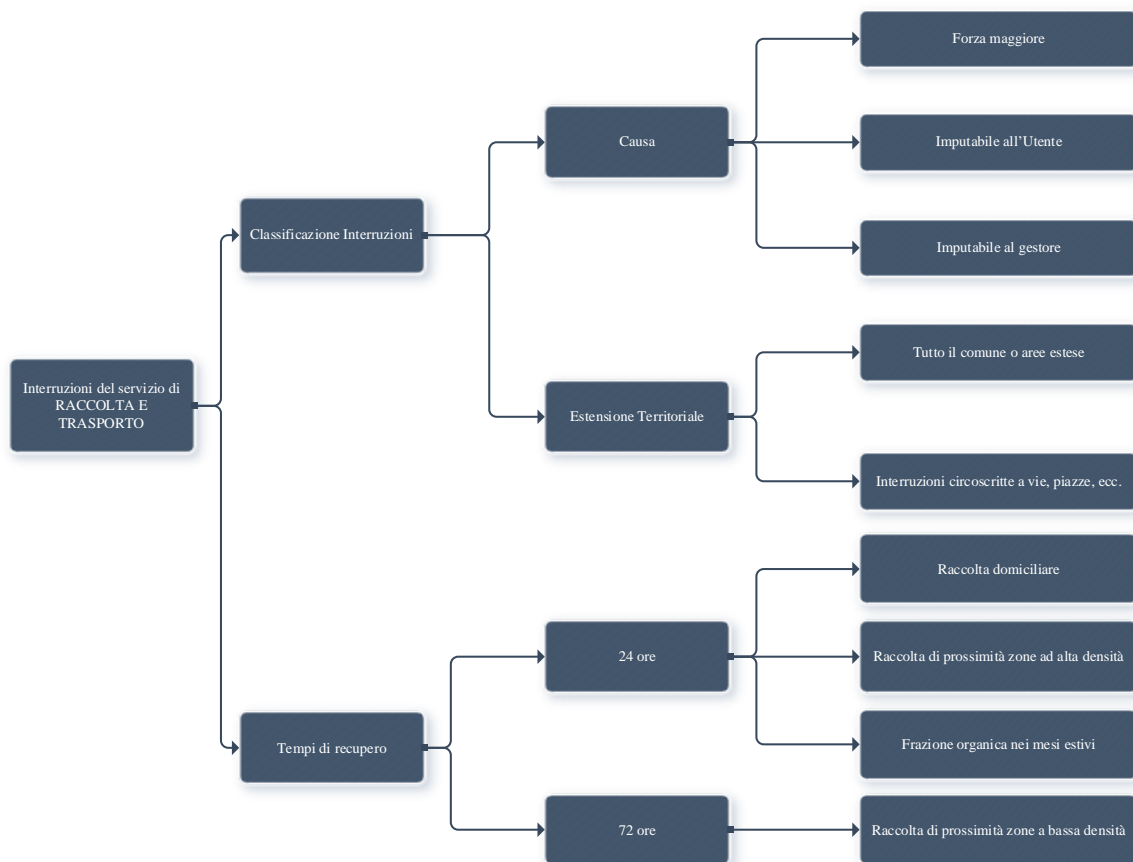 Forza maggiore
Causa
Imputabile all’Utente
Classificazione Interruzioni
Imputabile al gestore
Tutto il comune o aree estese
Interruzioni del servizio di
RACCOLTA E
TRASPORTO
Estensione Territoriale
Interruzioni circoscritte a vie, piazze, ecc.
Raccolta domiciliare
24 ore
Raccolta di prossimità zone ad alta densità
Tempi di recupero
Frazione organica nei mesi estivi
72 ore
Raccolta di prossimità zone a bassa densità